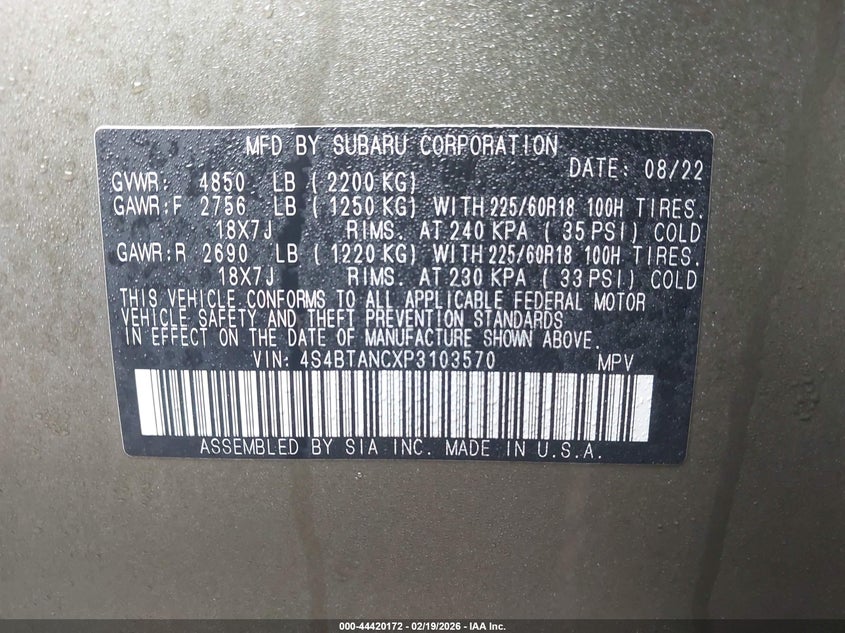 MFD BY SUBARU CORPORATION
DATE: 08/22
GVWR: 4850 LB ( 2200 KG)
GAWR:F 2756 LB ( 1250 KG) WITH 225/60R18 100H TIRES.
18X7J RIMS. AT 240 KPA ( 35 PSI) COLD
GAWR:R 2690 LB ( 1220 KG) WITH 225/60R18 100H TIRES.
18X7J RIMS. AT 230 KPA ( 33 PSI) COLD
THIS VEHICLE CONFORMS TO ALL APPLICABLE FEDERAL MOTOR
VEHICLE SAFETY AND THEFT PREVENTION STANDARDS
IN EFFECT ON THE DATE OF MANUFACTURE SHOWN ABOVE.
VIN: 4S4BTANCXP3103570 MPV
ASSEMBLED BY SIA INC. MADE IN U.S.A.
000-44420172 - 02/19/2026 - IAA Inc.